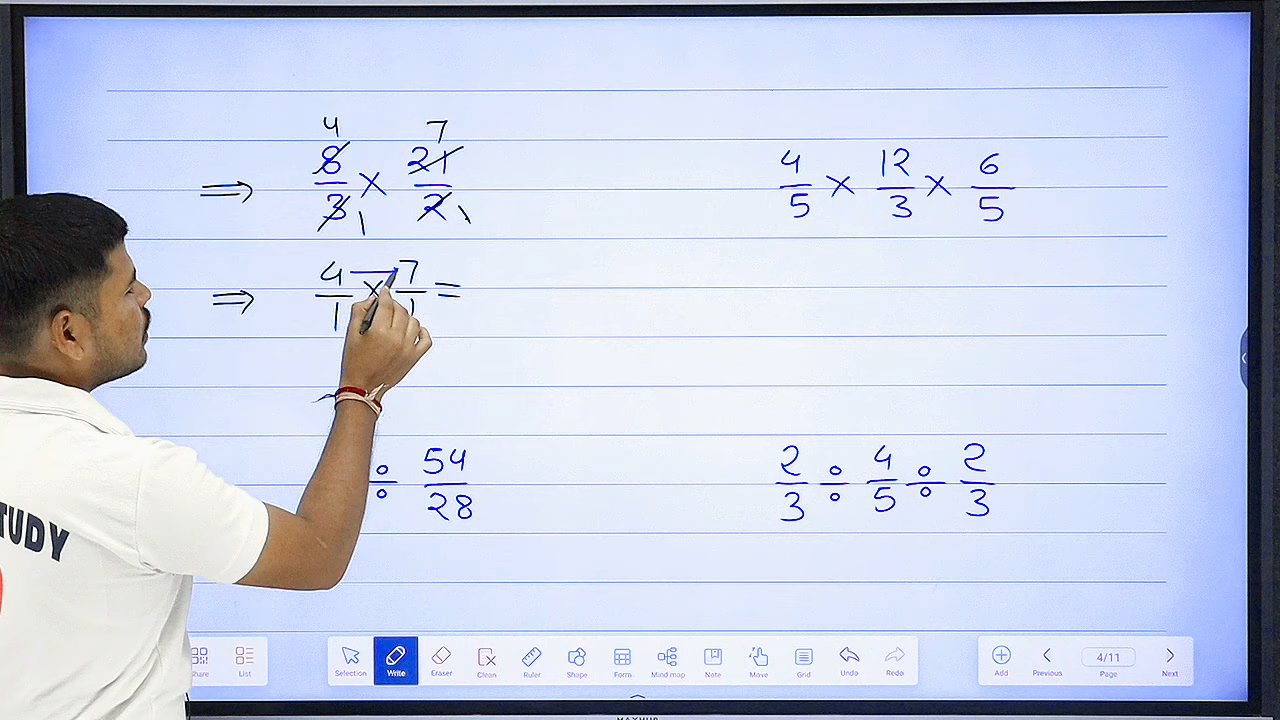 4 7
⇒ 8/3 × 21/2
1 1
⇒ 4/1 × 7/1 =
4/5 × 12/3 × 6/5
÷ 54/28
2/3 ÷ 4/5 ÷ 2/3
TUDY
hare List Selection Write Eraser Clean Ruler Shape Form Mind map Note Move Grid Undo Redo Add Previous 4/11 Page Next